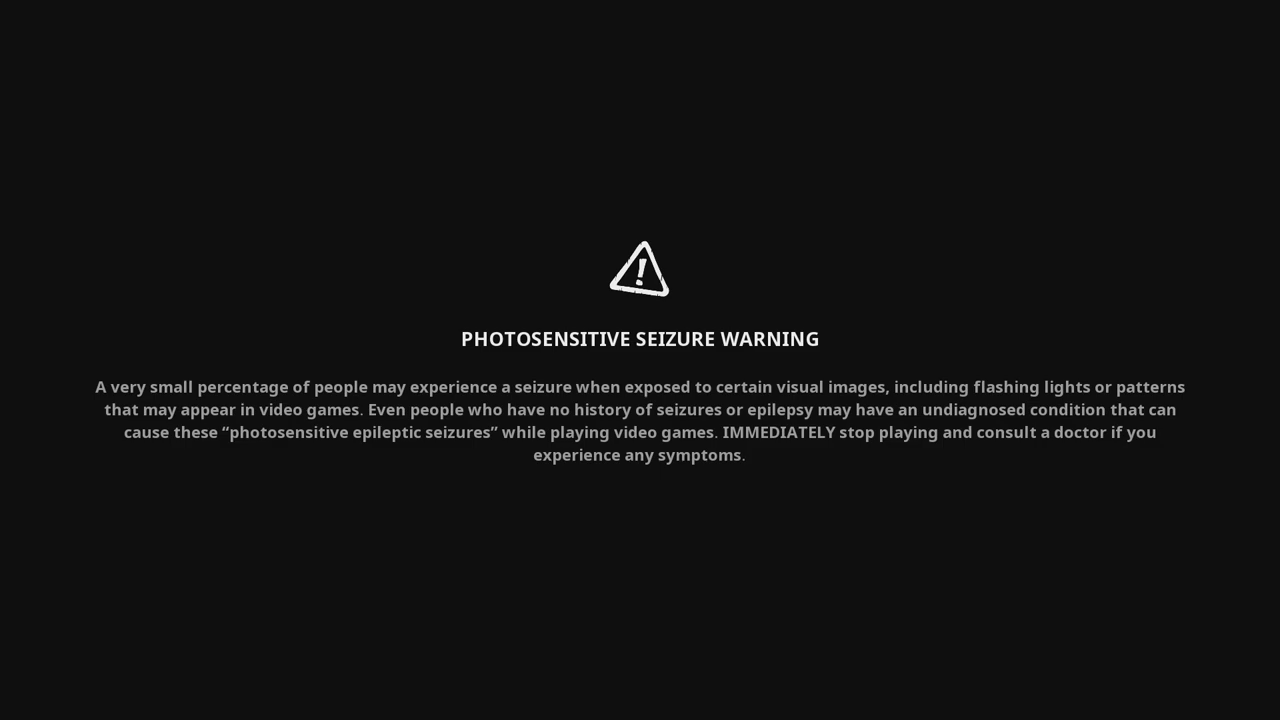 PHOTOSENSITIVE SEIZURE WARNING
A very small percentage of people may experience a seizure when exposed to certain visual images, including flashing lights or patterns
that may appear in video games. Even people who have no history of seizures or epilepsy may have an undiagnosed condition that can
cause these “photosensitive epileptic seizures” while playing video games. IMMEDIATELY stop playing and consult a doctor if you
experience any symptoms.